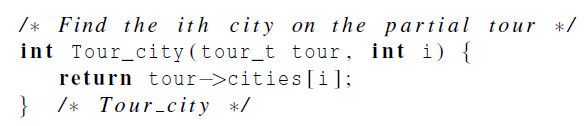 /* Find the ith city on the partial tour */
int Tour_city(tour_t tour, int i) {
return tour->cities[i];
} /* Tour_city */